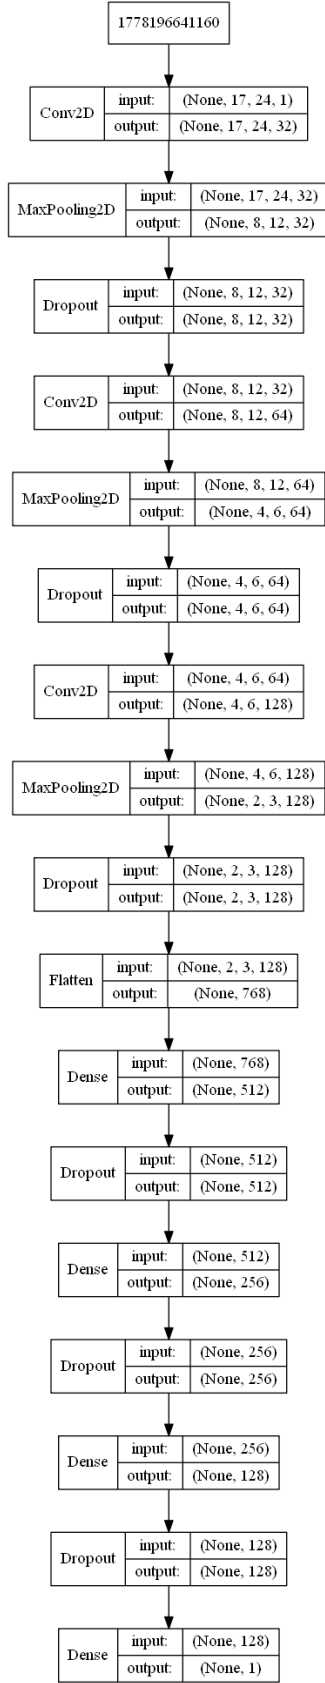 1778196641160
Conv2D
input: (None, 17, 24, 1)
output: (None, 17, 24, 32)
MaxPooling2D
input: (None, 17, 24, 32)
output: (None, 8, 12, 32)
Dropout
input: (None, 8, 12, 32)
output: (None, 8, 12, 32)
Conv2D
input: (None, 8, 12, 32)
output: (None, 8, 12, 64)
MaxPooling2D
input: (None, 8, 12, 64)
output: (None, 4, 6, 64)
Dropout
input: (None, 4, 6, 64)
output: (None, 4, 6, 64)
Conv2D
input: (None, 4, 6, 64)
output: (None, 4, 6, 128)
MaxPooling2D
input: (None, 4, 6, 128)
output: (None, 2, 3, 128)
Dropout
input: (None, 2, 3, 128)
output: (None, 2, 3, 128)
Flatten
input: (None, 2, 3, 128)
output: (None, 768)
Dense
input: (None, 768)
output: (None, 512)
Dropout
input: (None, 512)
output: (None, 512)
Dense
input: (None, 512)
output: (None, 256)
Dropout
input: (None, 256)
output: (None, 256)
Dense
input: (None, 256)
output: (None, 128)
Dropout
input: (None, 128)
output: (None, 128)
Dense
input: (None, 128)
output: (None, 1)